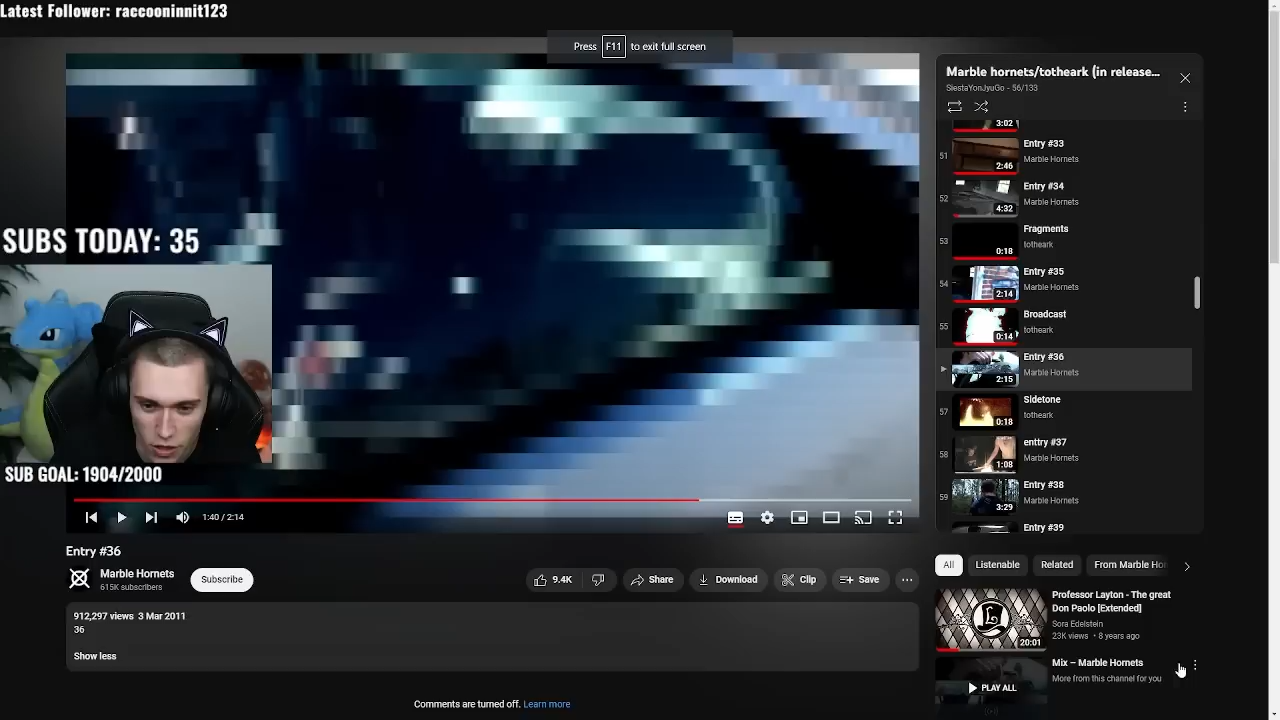 Latest Follower: raccooninnit123
Press F11 to exit full screen
SUBS TODAY: 35
SUB GOAL: 1904/2000
1:40 / 2:14
Entry #36
Marble Hornets
615K subscribers
Subscribe
9.4K
Share
Download
Clip
Save
912,297 views 3 Mar 2011
36
Show less
Comments are turned off. Learn more
Marble hornets/totheark (in release...
SiestaYonJyuGo - 56/133
3:02
51
2:46
Entry #33
Marble Hornets
52
4:32
Entry #34
Marble Hornets
53
0:18
Fragments
totheark
54
2:14
Entry #35
Marble Hornets
55
0:14
Broadcast
totheark
2:15
Entry #36
Marble Hornets
57
0:18
Sidetone
totheark
58
1:08
enttry #37
Marble Hornets
59
3:29
Entry #38
Marble Hornets
Entry #39
All
Listenable
Related
From Marble Ho
20:01
Professor Layton - The great
Don Paolo [Extended]
Sora Edelstein
23K views • 8 years ago
PLAY ALL
Mix – Marble Hornets
More from this channel for you